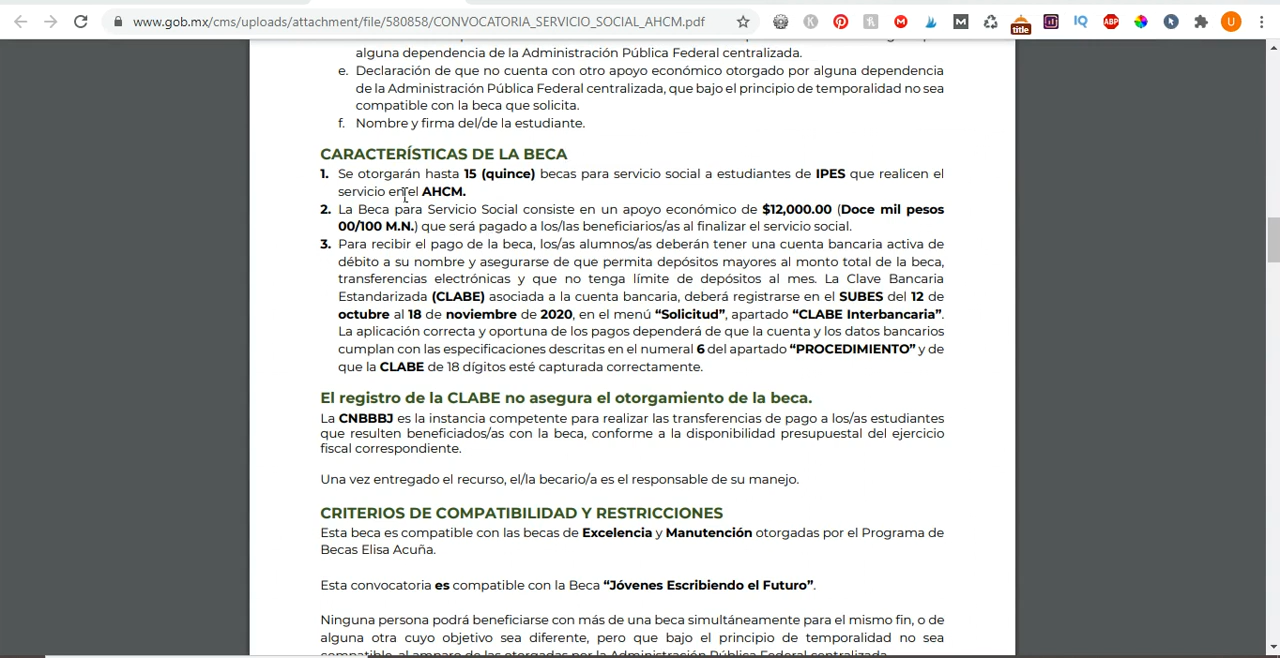 www.gob.mx/cms/uploads/attachment/file/580858/CONVOCATORIA_SERVICIO_SOCIAL_AHCM.pdf
title
IQ
ABP
U
alguna dependencia de la Administración Pública Federal centralizada.
e. Declaración de que no cuenta con otro apoyo económico otorgado por alguna dependencia
de la Administración Pública Federal centralizada, que bajo el principio de temporalidad no sea
compatible con la beca que solicita.
f. Nombre y firma del/de la estudiante.
CARACTERÍSTICAS DE LA BECA
1. Se otorgarán hasta 15 (quince) becas para servicio social a estudiantes de IPES que realicen el
servicio en el AHCM.
2. La Beca para Servicio Social consiste en un apoyo económico de $12,000.00 (Doce mil pesos
00/100 M.N.) que será pagado a los/las beneficiarios/as al finalizar el servicio social.
3. Para recibir el pago de la beca, los/as alumnos/as deberán tener una cuenta bancaria activa de
débito a su nombre y asegurarse de que permita depósitos mayores al monto total de la beca,
transferencias electrónicas y que no tenga límite de depósitos al mes. La Clave Bancaria
Estandarizada (CLABE) asociada a la cuenta bancaria, deberá registrarse en el SUBES del 12 de
octubre al 18 de noviembre de 2020, en el menú “Solicitud”, apartado “CLABE Interbancaria”.
La aplicación correcta y oportuna de los pagos dependerá de que la cuenta y los datos bancarios
cumplan con las especificaciones descritas en el numeral 6 del apartado “PROCEDIMIENTO” y de
que la CLABE de 18 dígitos esté capturada correctamente.
El registro de la CLABE no asegura el otorgamiento de la beca.
La CNBBBJ es la instancia competente para realizar las transferencias de pago a los/as estudiantes
que resulten beneficiados/as con la beca, conforme a la disponibilidad presupuestal del ejercicio
fiscal correspondiente.
Una vez entregado el recurso, el/la becario/a es el responsable de su manejo.
CRITERIOS DE COMPATIBILIDAD Y RESTRICCIONES
Esta beca es compatible con las becas de Excelencia y Manutención otorgadas por el Programa de
Becas Elisa Acuña.
Esta convocatoria es compatible con la Beca “Jóvenes Escribiendo el Futuro”.
Ninguna persona podrá beneficiarse con más de una beca simultáneamente para el mismo fin, o de
alguna otra cuyo objetivo sea diferente, pero que bajo el principio de temporalidad no sea
compatible, al amparo de las otorgadas por la Administración Pública Federal centralizada.